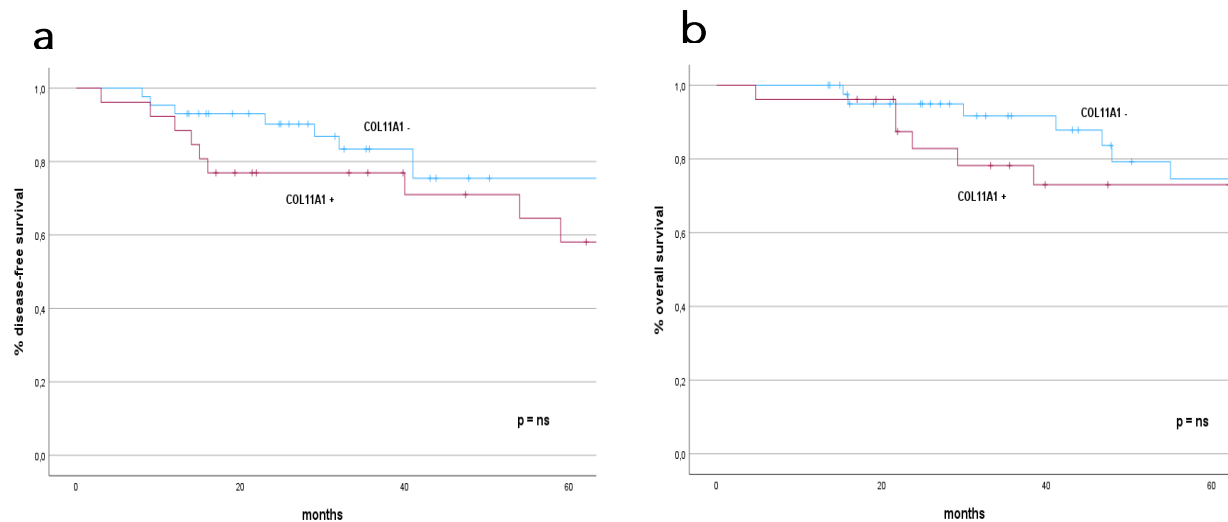 a
% disease-free survival
1,0
0,8
0,6
0,4
0,2
0,0
COL11A1 -
COL11A1 +
p = ns
0 20 40 60
months
b
% overall survival
1,0
0,8
0,6
0,4
0,2
0,0
COL11A1 -
COL11A1 +
p = ns
0 20 40 60
months